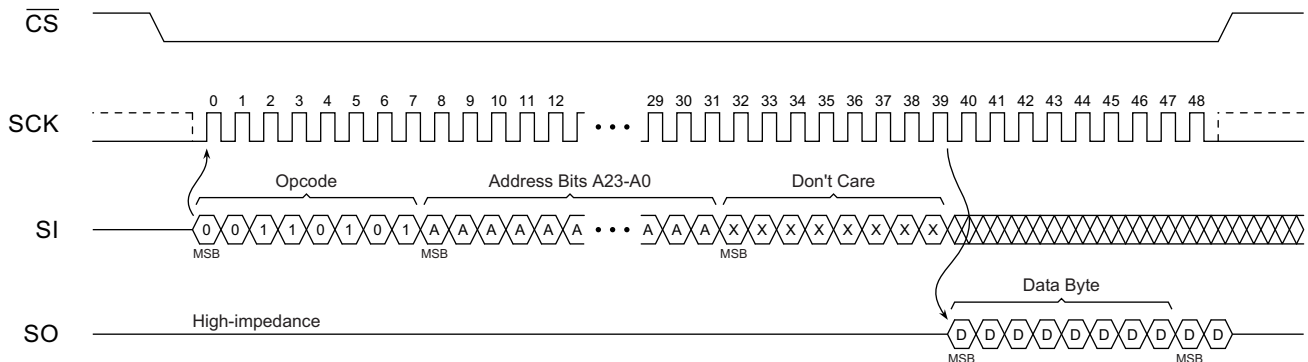 CS
0 1 2 3 4 5 6 7 8 9 10 11 12 29 30 31 32 33 34 35 36 37 38 39 40 41 42 43 44 45 46 47 48
SCK
Opcode Address Bits A23-A0 Don't Care
SI 0 0 1 1 0 1 0 1 A A A A A A A A A X X X X X X X X
MSB MSB MSB
Data Byte
High-impedance
SO D D D D D D D D D D
MSB MSB